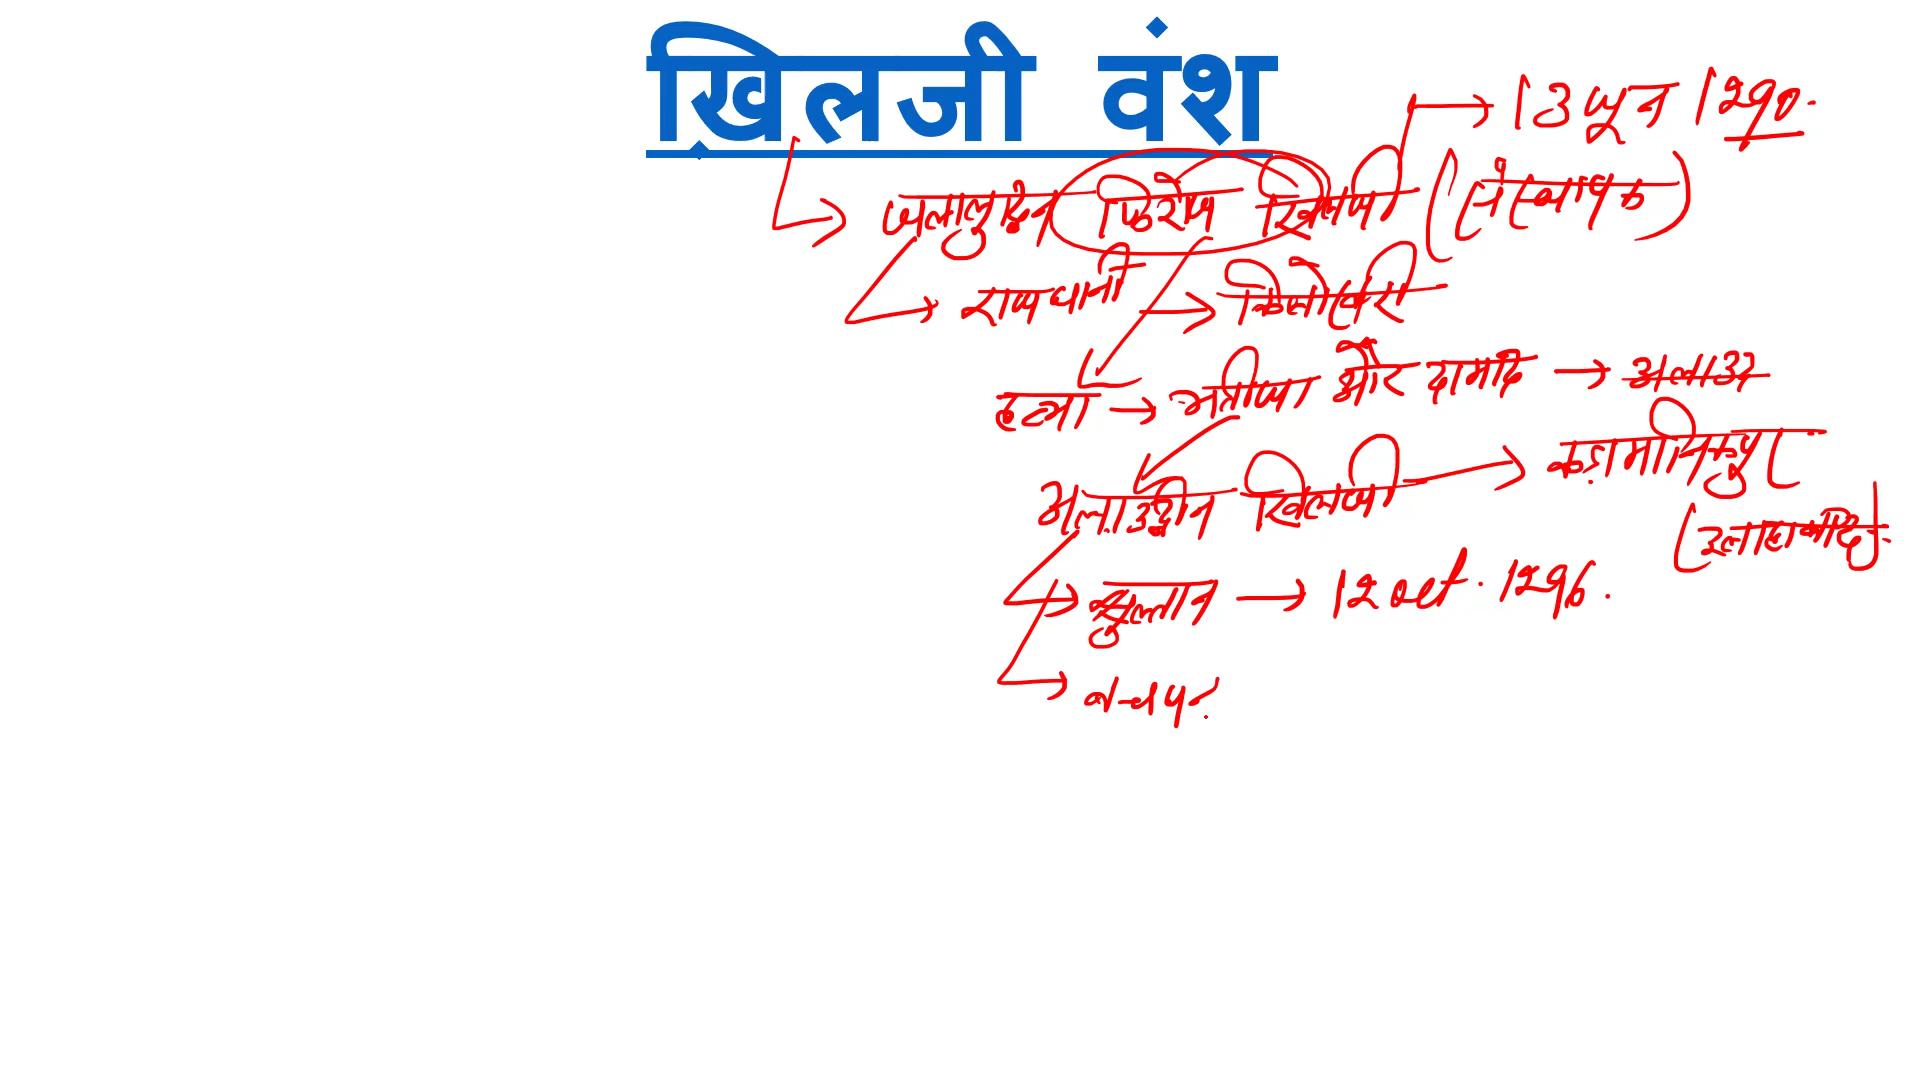 ख़िलजी वंश
→ 13 जून 1290.
→ जलालुद्दीन फिरोज खिलजी (संस्थापक)
→ राजधानी → किलोखरी
हत्या → भतीजा और दामाद → अलाउद्द
अलाउद्दीन खिलजी → कड़ामानिकपुर
(इलाहाबाद).
→ सुल्तान → 12 oct. 1296.
→ बचपन